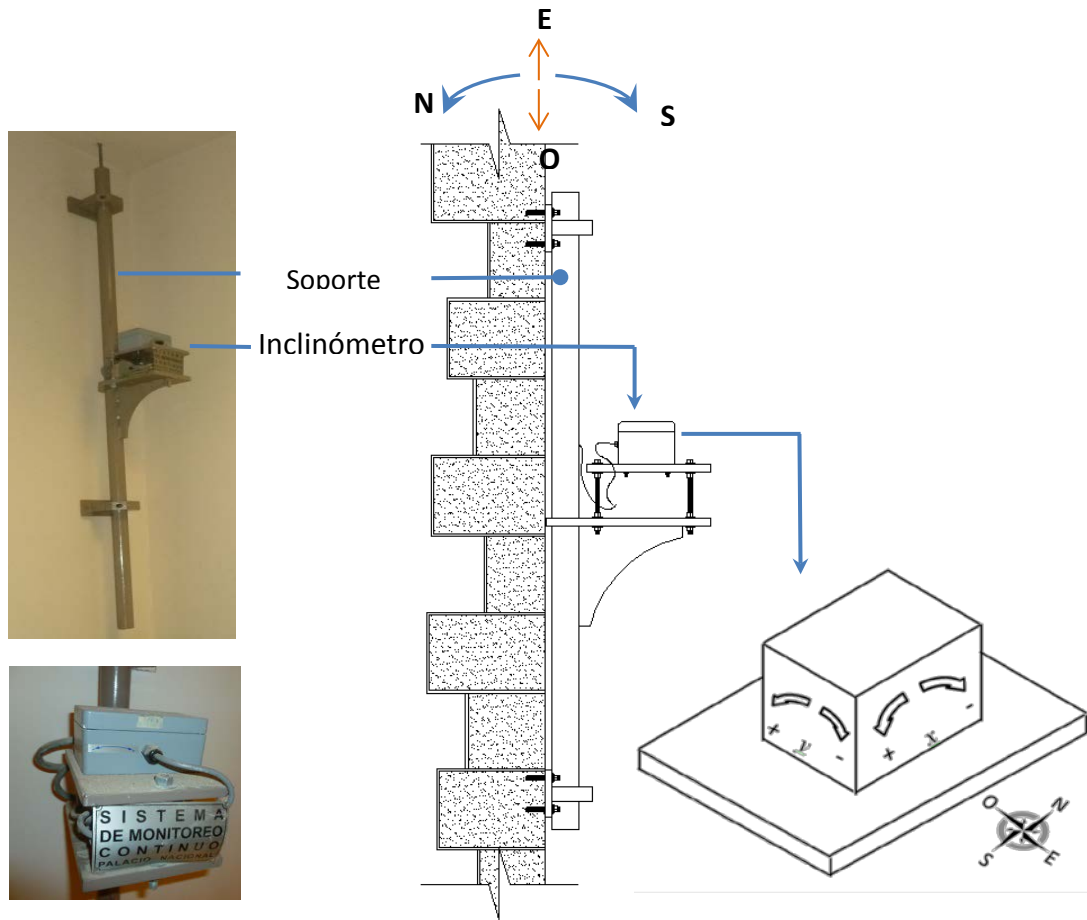 E
N
S
O
Soporte
Inclinómetro
SISTEMA
DE MONITOREO
CONTINUO
PALACIO NACIONAL
+ y -
+ x -
O
N
S
E